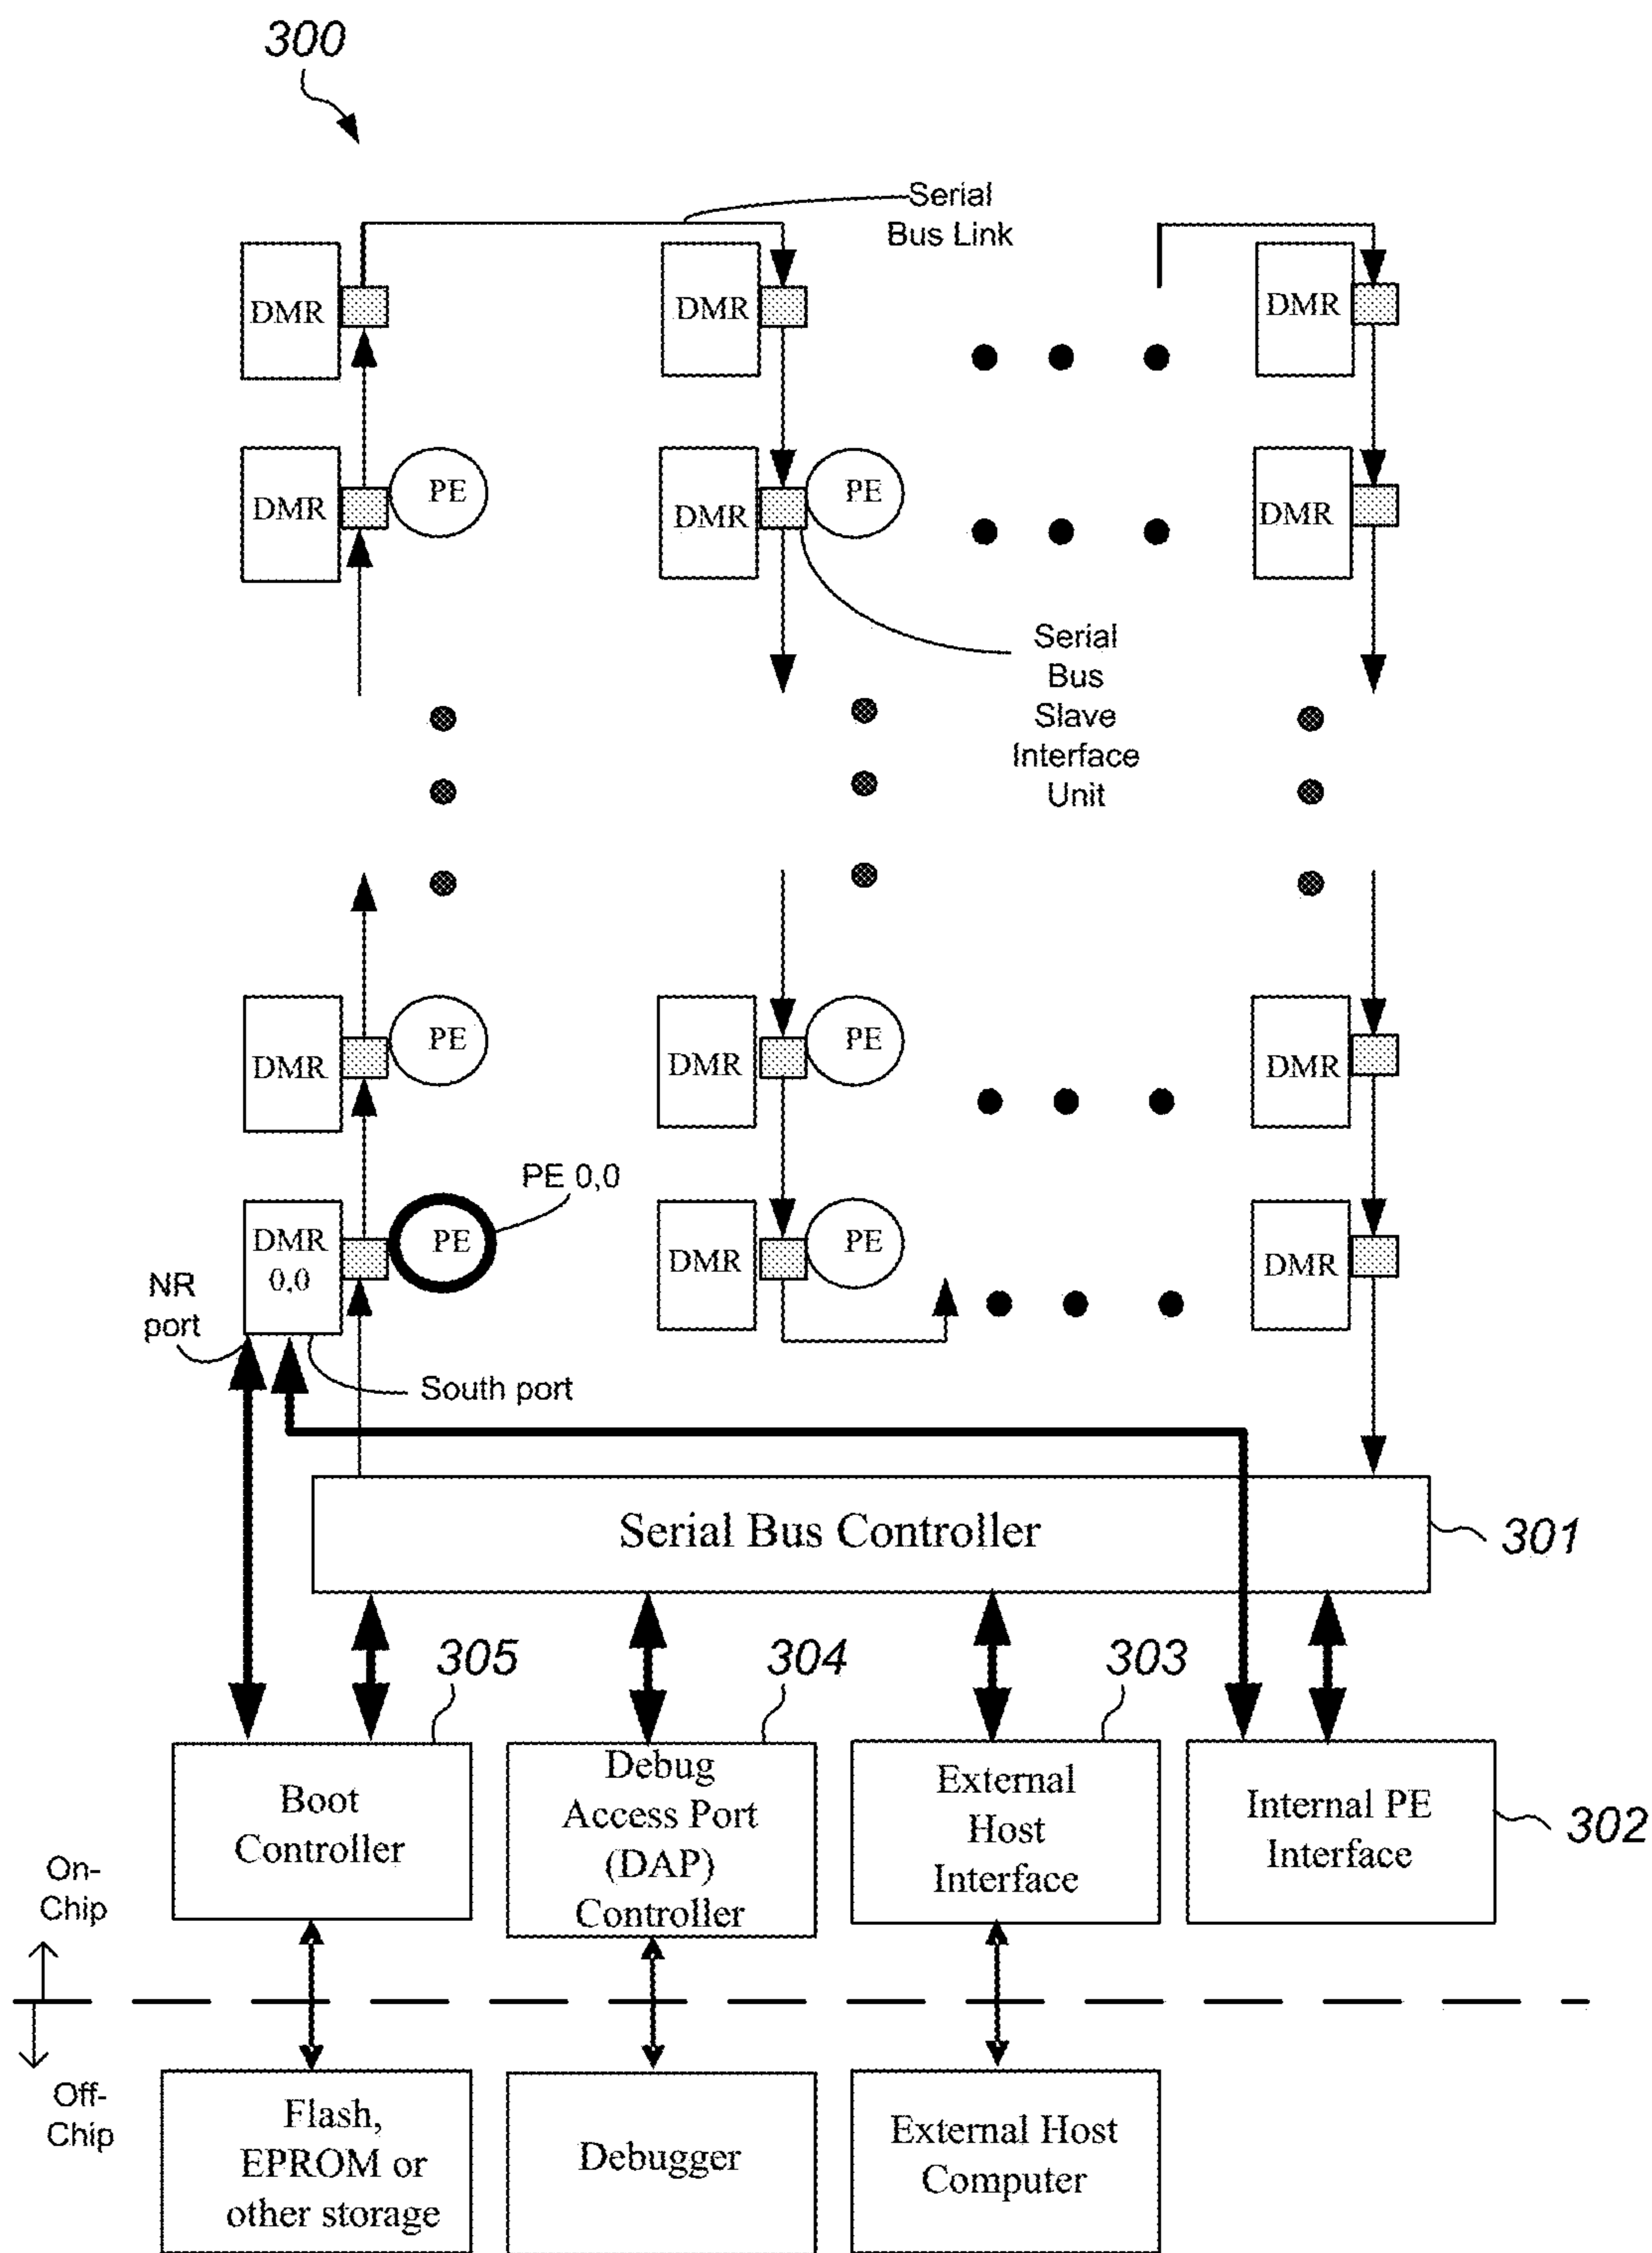 300
Serial
Bus Link
DMR
DMR
DMR
DMR
PE
DMR
PE
DMR
Serial
Bus
Slave
Interface
Unit
DMR
PE
DMR
PE
DMR
PE 0,0
DMR
0,0
PE
DMR
PE
DMR
NR
port
South port
Serial Bus Controller
301
305
304
303
302
Boot
Controller
Debug
Access Port
(DAP)
Controller
External
Host
Interface
Internal PE
Interface
On-
Chip
Off-
Chip
Flash,
EPROM or
other storage
Debugger
External Host
Computer